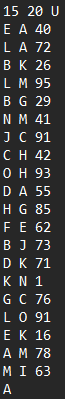 15 20 U
E A 40
L A 72
B K 26
L M 95
B G 29
N M 41
J C 91
C H 42
O H 93
D A 55
H G 85
F E 62
B J 73
D K 71
K N 1
G C 76
L O 91
E K 16
A M 78
M I 63
A